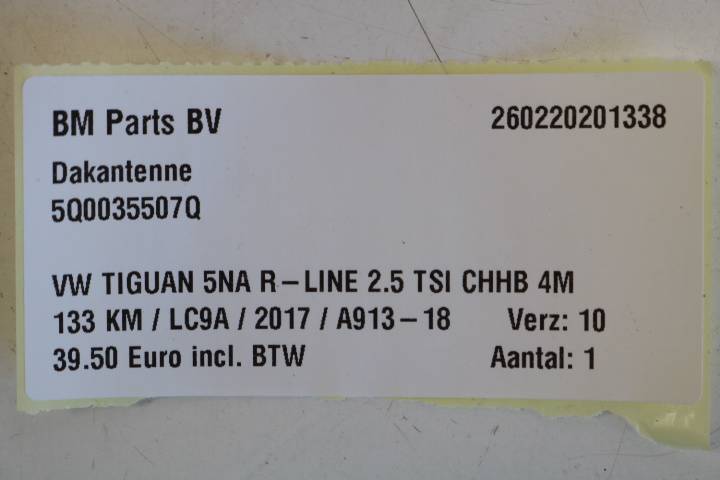 BM Parts BV 260220201338
Dakantenne
5Q0035507Q
VW TIGUAN 5NA R-LINE 2.5 TSI CHHB 4M
133 KM / LC9A / 2017 / A913-18 Verz: 10
39.50 Euro incl. BTW Aantal: 1